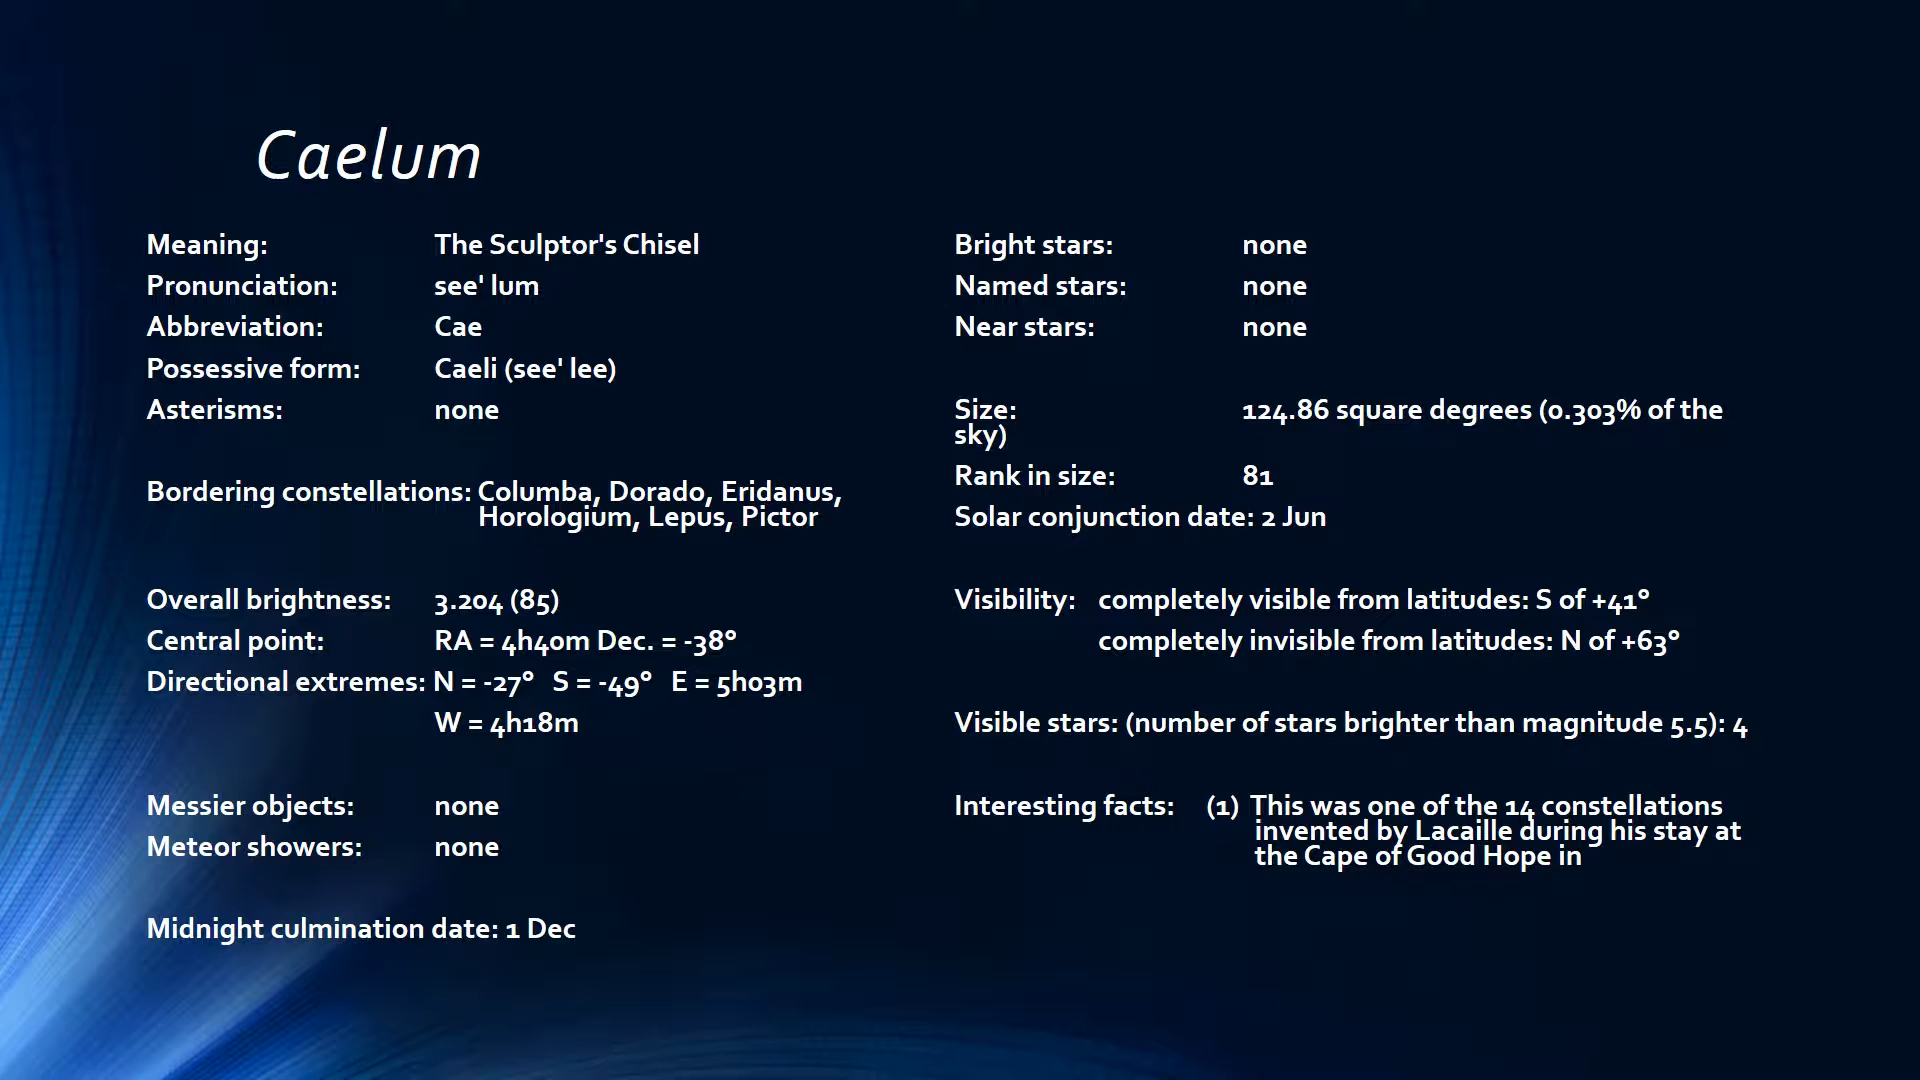 Caelum
Meaning: The Sculptor's Chisel
Pronunciation: see' lum
Abbreviation: Cae
Possessive form: Caeli (see' lee)
Asterisms: none
Bordering constellations: Columba, Dorado, Eridanus,
Horologium, Lepus, Pictor
Overall brightness: 3.204 (85)
Central point: RA = 4h40m Dec. = -38°
Directional extremes: N = -27° S = -49° E = 5h03m
W = 4h18m
Messier objects: none
Meteor showers: none
Midnight culmination date: 1 Dec
Bright stars: none
Named stars: none
Near stars: none
Size: 124.86 square degrees (0.303% of the
sky)
Rank in size: 81
Solar conjunction date: 2 Jun
Visibility: completely visible from latitudes: S of +41°
completely invisible from latitudes: N of +63°
Visible stars: (number of stars brighter than magnitude 5.5): 4
Interesting facts: (1) This was one of the 14 constellations
invented by Lacaille during his stay at
the Cape of Good Hope in